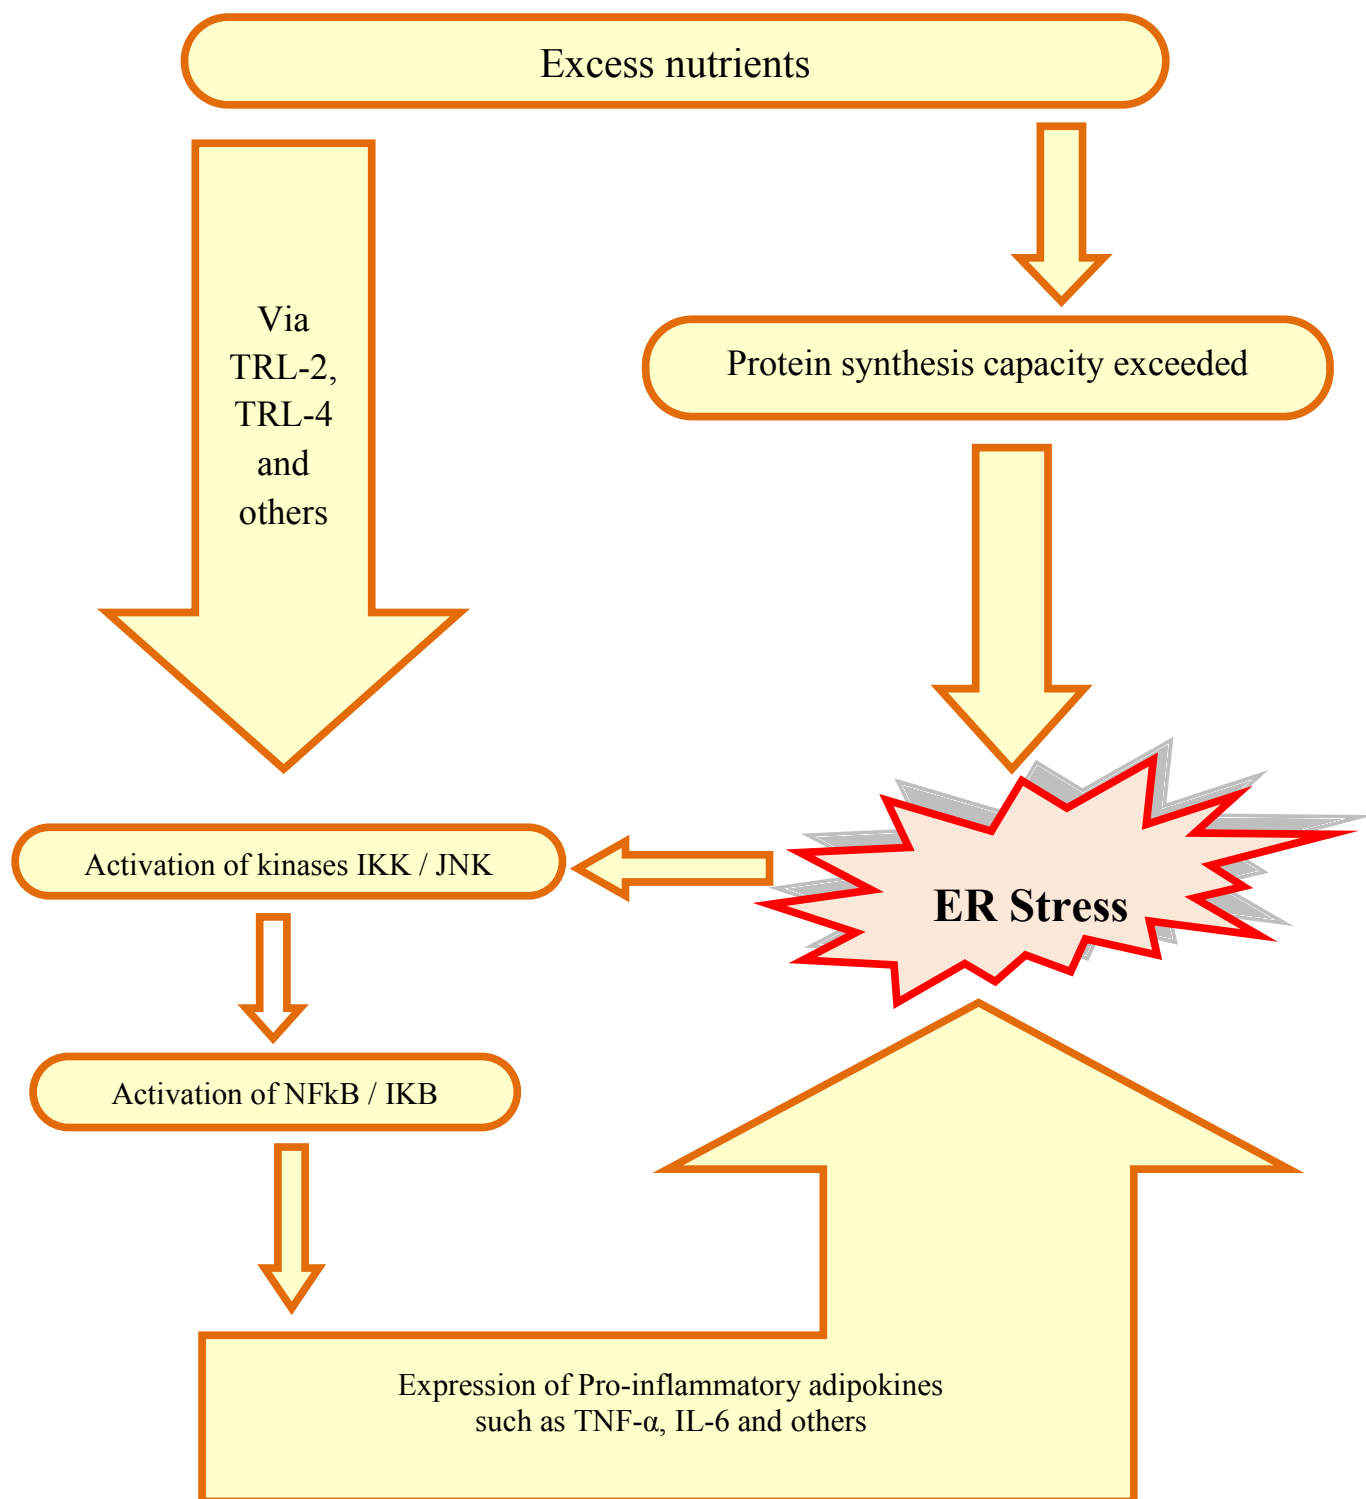 Excess nutrients
Via
TRL-2,
TRL-4
and
others
Protein synthesis capacity exceeded
Activation of kinases IKK / JNK
ER Stress
Activation of NFkB / IKB
Expression of Pro-inflammatory adipokines
such as TNF-α, IL-6 and others